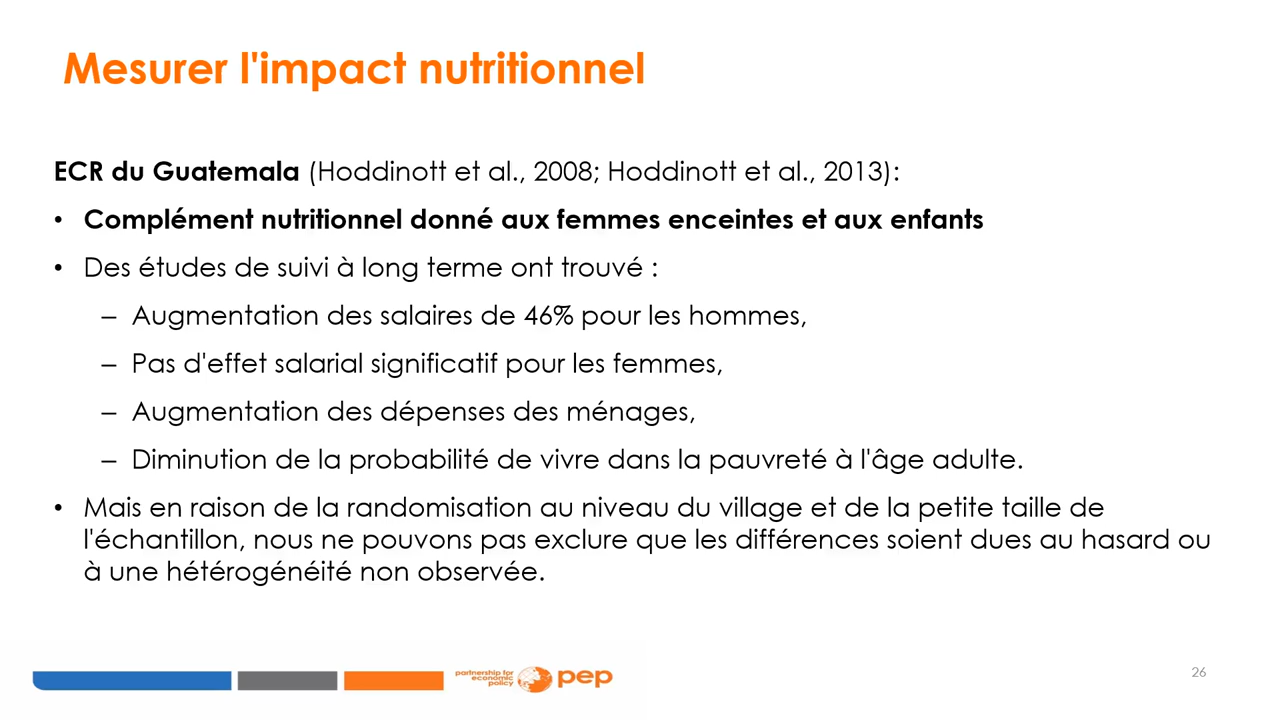 Mesurer l'impact nutritionnel
ECR du Guatemala (Hoddinott et al., 2008; Hoddinott et al., 2013):
• Complément nutritionnel donné aux femmes enceintes et aux enfants
• Des études de suivi à long terme ont trouvé :
– Augmentation des salaires de 46% pour les hommes,
– Pas d'effet salarial significatif pour les femmes,
– Augmentation des dépenses des ménages,
– Diminution de la probabilité de vivre dans la pauvreté à l'âge adulte.
• Mais en raison de la randomisation au niveau du village et de la petite taille de
l'échantillon, nous ne pouvons pas exclure que les différences soient dues au hasard ou
à une hétérogénéité non observée.
partnership for
economic
policy
pep
26